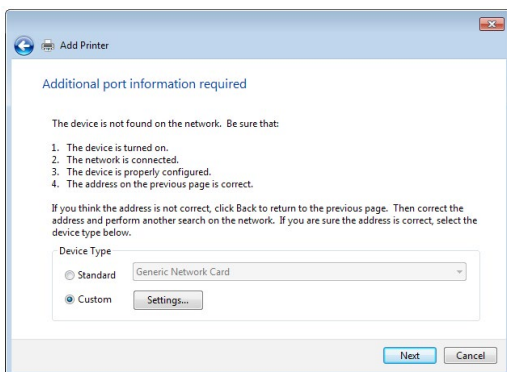 Add Printer
Additional port information required
The device is not found on the network.  Be sure that:
1.  The device is turned on.
2.  The network is connected.
3.  The device is properly configured.
4.  The address on the previous page is correct.
If you think the address is not correct, click Back to return to the previous page.  Then correct the
address and perform another search on the network.  If you are sure the address is correct, select the
device type below.
Device Type
Standard
Generic Network Card
Custom
Settings...
Next
Cancel